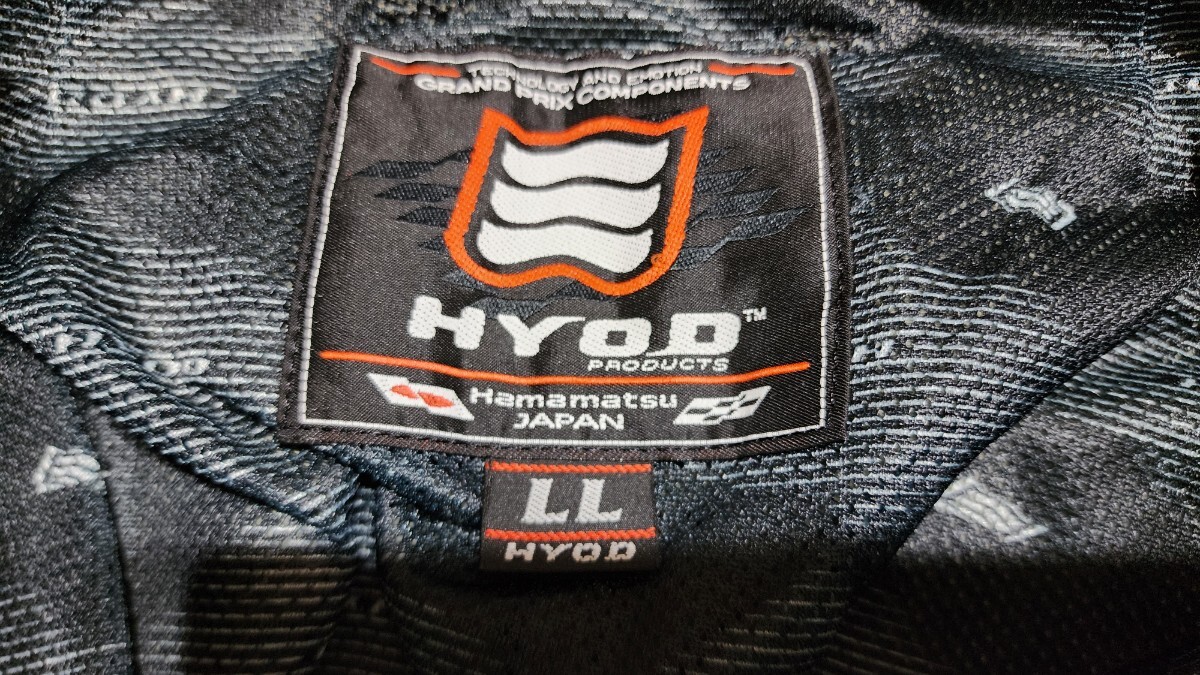 TECHNOLOGY AND EMOTION
GRAND PRIX COMPONENTS
HYOD™
PRODUCTS
Hamamatsu
JAPAN
LL
HYOD